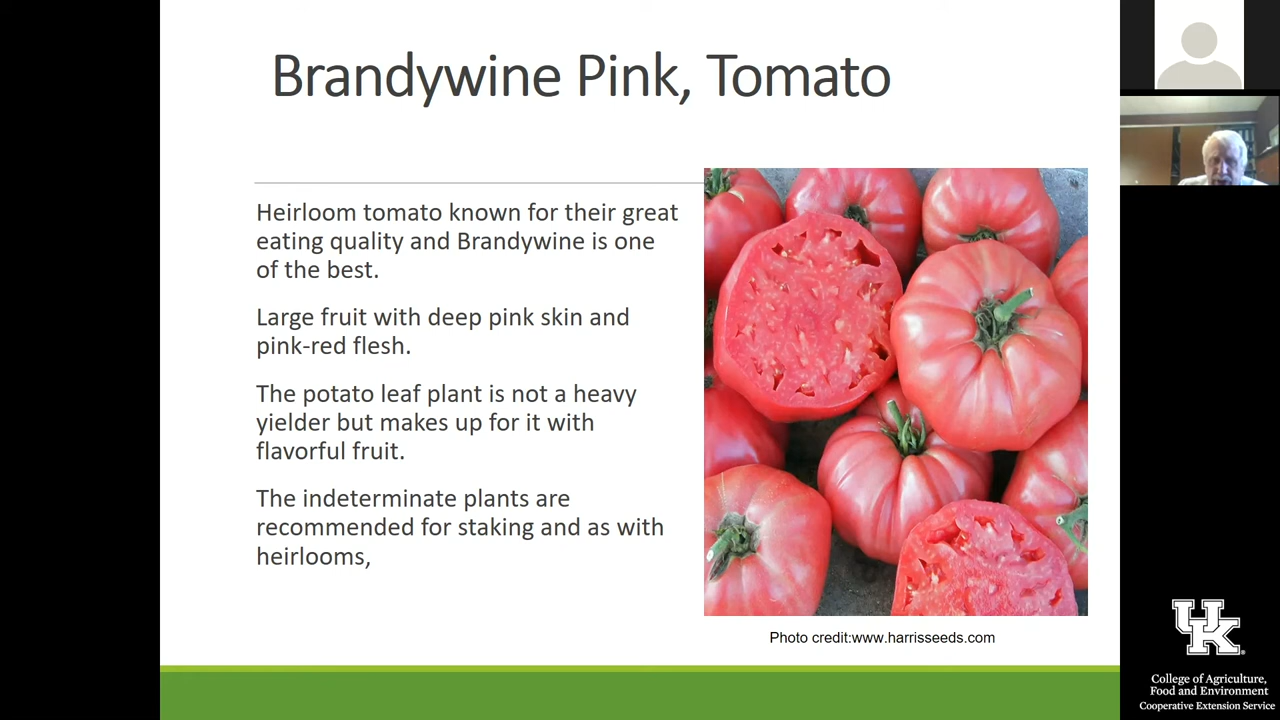 Brandywine Pink, Tomato
Heirloom tomato known for their great
eating quality and Brandywine is one
of the best.
Large fruit with deep pink skin and
pink-red flesh.
The potato leaf plant is not a heavy
yielder but makes up for it with
flavorful fruit.
The indeterminate plants are
recommended for staking and as with
heirlooms,
Photo credit:www.harrisseeds.com
UK
College of Agriculture,
Food and Environment
Cooperative Extension Service